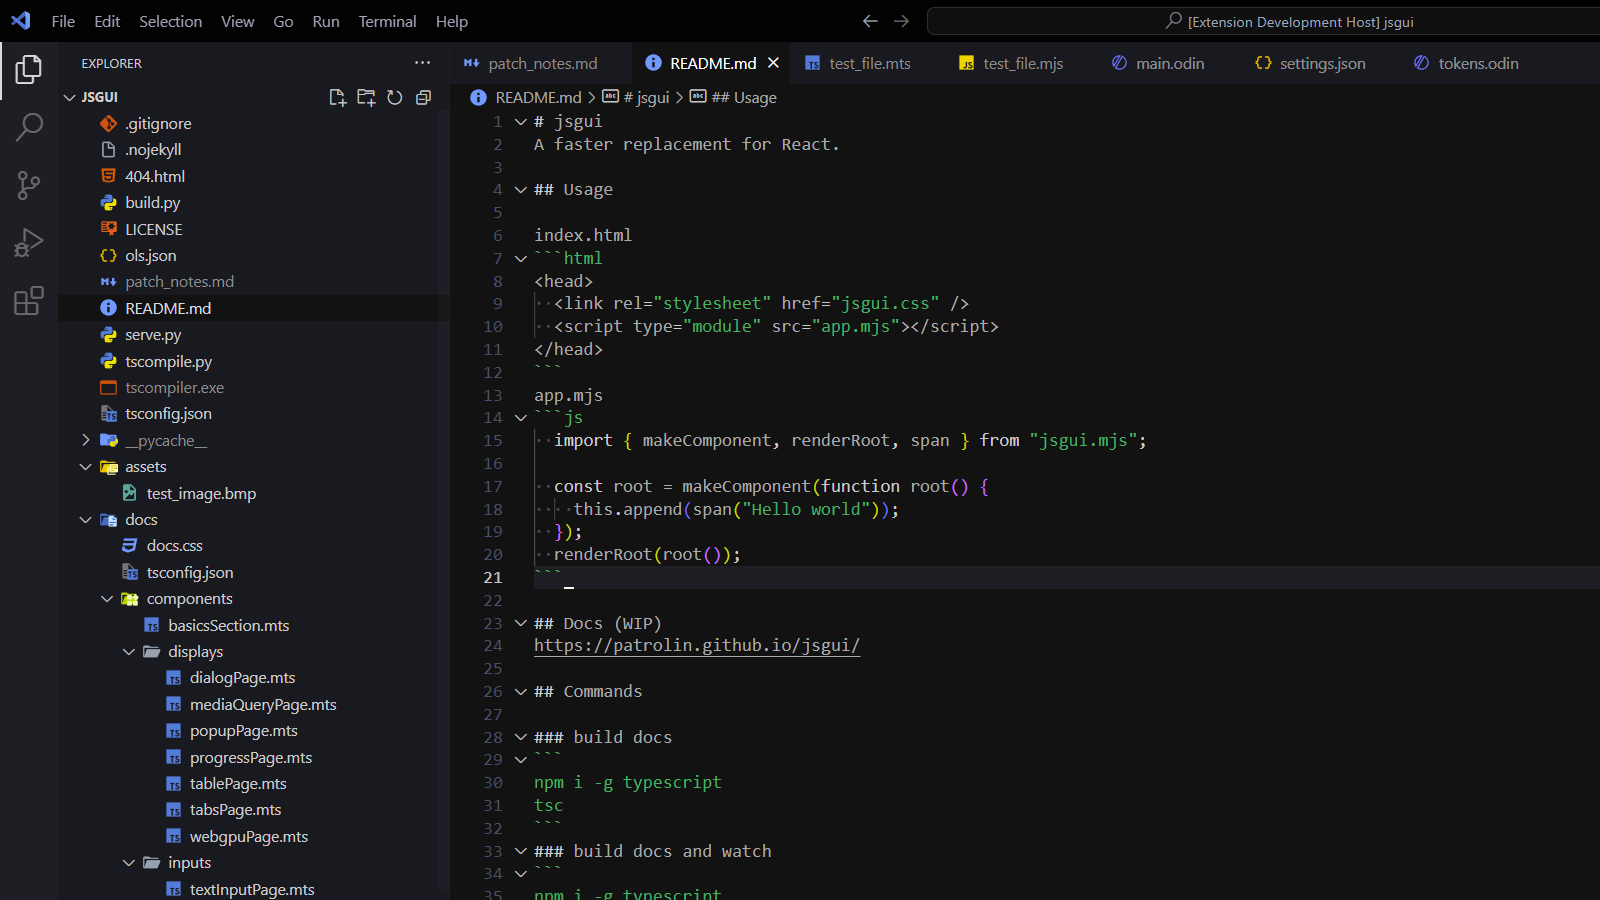 File Edit Selection View Go Run Terminal Help
[Extension Development Host] jsgui
EXPLORER
JSGUI
.gitignore
.nojekyll
404.html
build.py
LICENSE
ols.json
patch_notes.md
README.md
serve.py
tscompile.py
tscompiler.exe
tsconfig.json
__pycache__
assets
test_image.bmp
docs
docs.css
tsconfig.json
components
basicsSection.mts
displays
dialogPage.mts
mediaQueryPage.mts
popupPage.mts
progressPage.mts
tablePage.mts
tabsPage.mts
webgpuPage.mts
inputs
textInputPage.mts
patch_notes.md README.md test_file.mts test_file.mjs main.odin settings.json tokens.odin
README.md > # jsgui > ## Usage
1 # jsgui
2 A faster replacement for React.
3
4 ## Usage
5
6 index.html
7 ```html
8 <head>
9 <link rel="stylesheet" href="jsgui.css" />
10 <script type="module" src="app.mjs"></script>
11 </head>
12 ```
13 app.mjs
14 ```js
15 import { makeComponent, renderRoot, span } from "jsgui.mjs";
16
17 const root = makeComponent(function root() {
18 this.append(span("Hello world"));
19 });
20 renderRoot(root());
21 ```
22
23 ## Docs (WIP)
24 https://patrolin.github.io/jsgui/
25
26 ## Commands
27
28 ### build docs
29 ```
30 npm i -g typescript
31 tsc
32 ```
33 ### build docs and watch
34 ```
35 npm i -g typescript